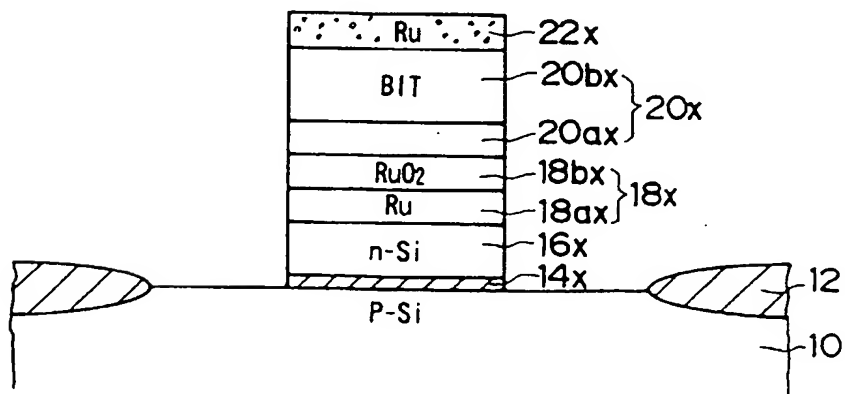 Ru 22x
BIT 20bx
20x
20ax
RuO₂ 18bx
18x
Ru 18ax
n-Si 16x
14x
12
P-Si
10